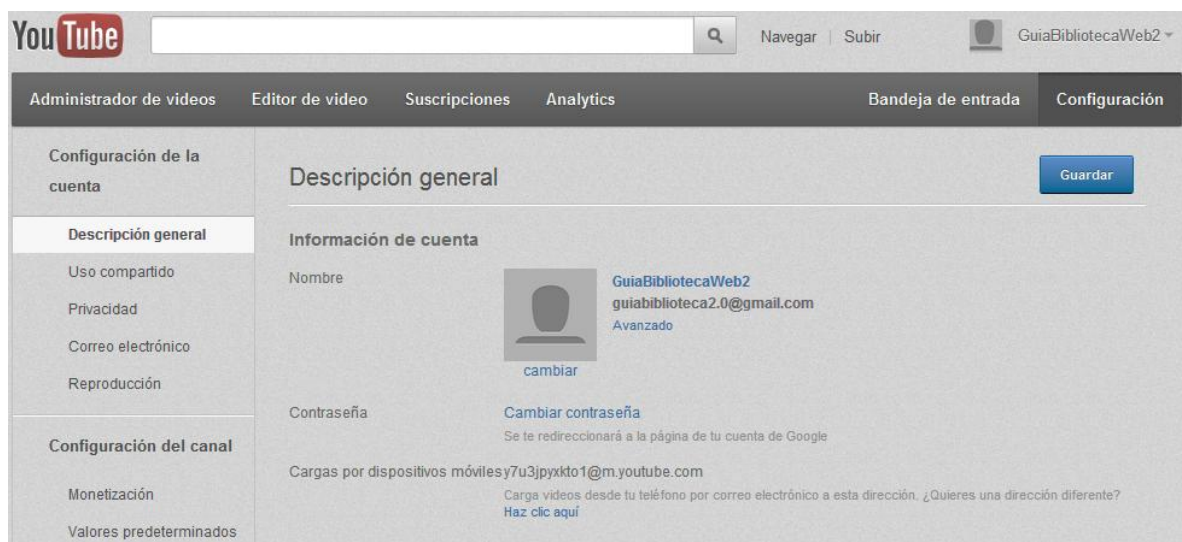 YouTube
Navegar | Subir
GuiaBibliotecaWeb2
Administrador de videos Editor de video Suscripciones Analytics Bandeja de entrada Configuración
Configuración de la
cuenta
Descripción general
Uso compartido
Privacidad
Correo electrónico
Reproducción
Configuración del canal
Monetización
Valores predeterminados
Descripción general
Guardar
Información de cuenta
Nombre
GuiaBibliotecaWeb2
guiabiblioteca2.0@gmail.com
Avanzado
cambiar
Contraseña
Cambiar contraseña
Se te redireccionará a la página de tu cuenta de Google
Cargas por dispositivos móviles y7u3jpyxkto1@m.youtube.com
Carga videos desde tu teléfono por correo electrónico a esta dirección. ¿Quieres una dirección diferente?
Haz clic aquí